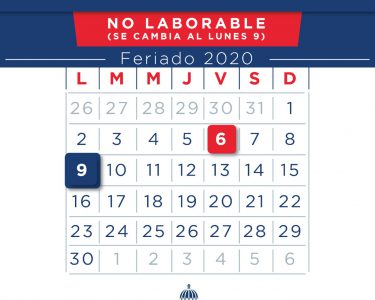 NO LABORABLE
(SE CAMBIA AL LUNES 9)
Feriado 2020
L M M J V S D
26 27 28 29 30 31 1
2 3 4 5 6 7 8
9 10 11 12 13 14 15
16 17 18 19 20 21 22
23 24 25 26 27 28 29
30 1 2 3 4 5 6